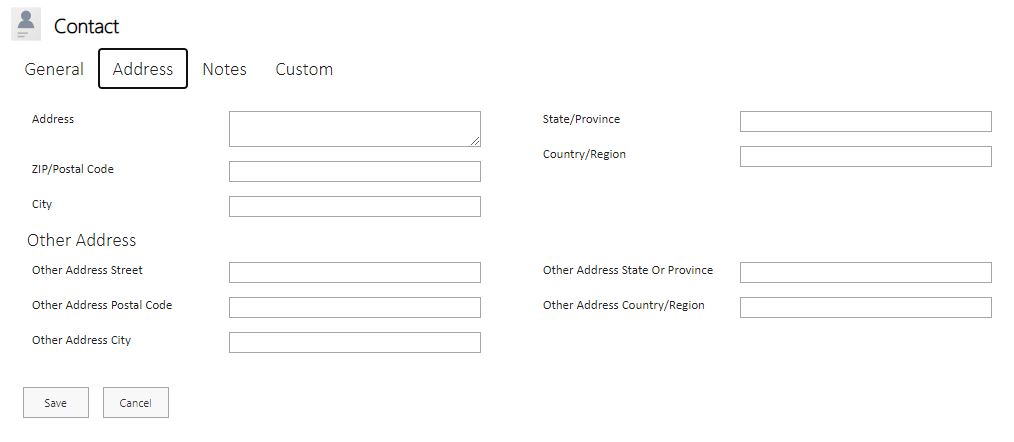 Contact
General Address Notes Custom
Address
State/Province
ZIP/Postal Code
Country/Region
City
Other Address
Other Address Street
Other Address State Or Province
Other Address Postal Code
Other Address Country/Region
Other Address City
Save Cancel